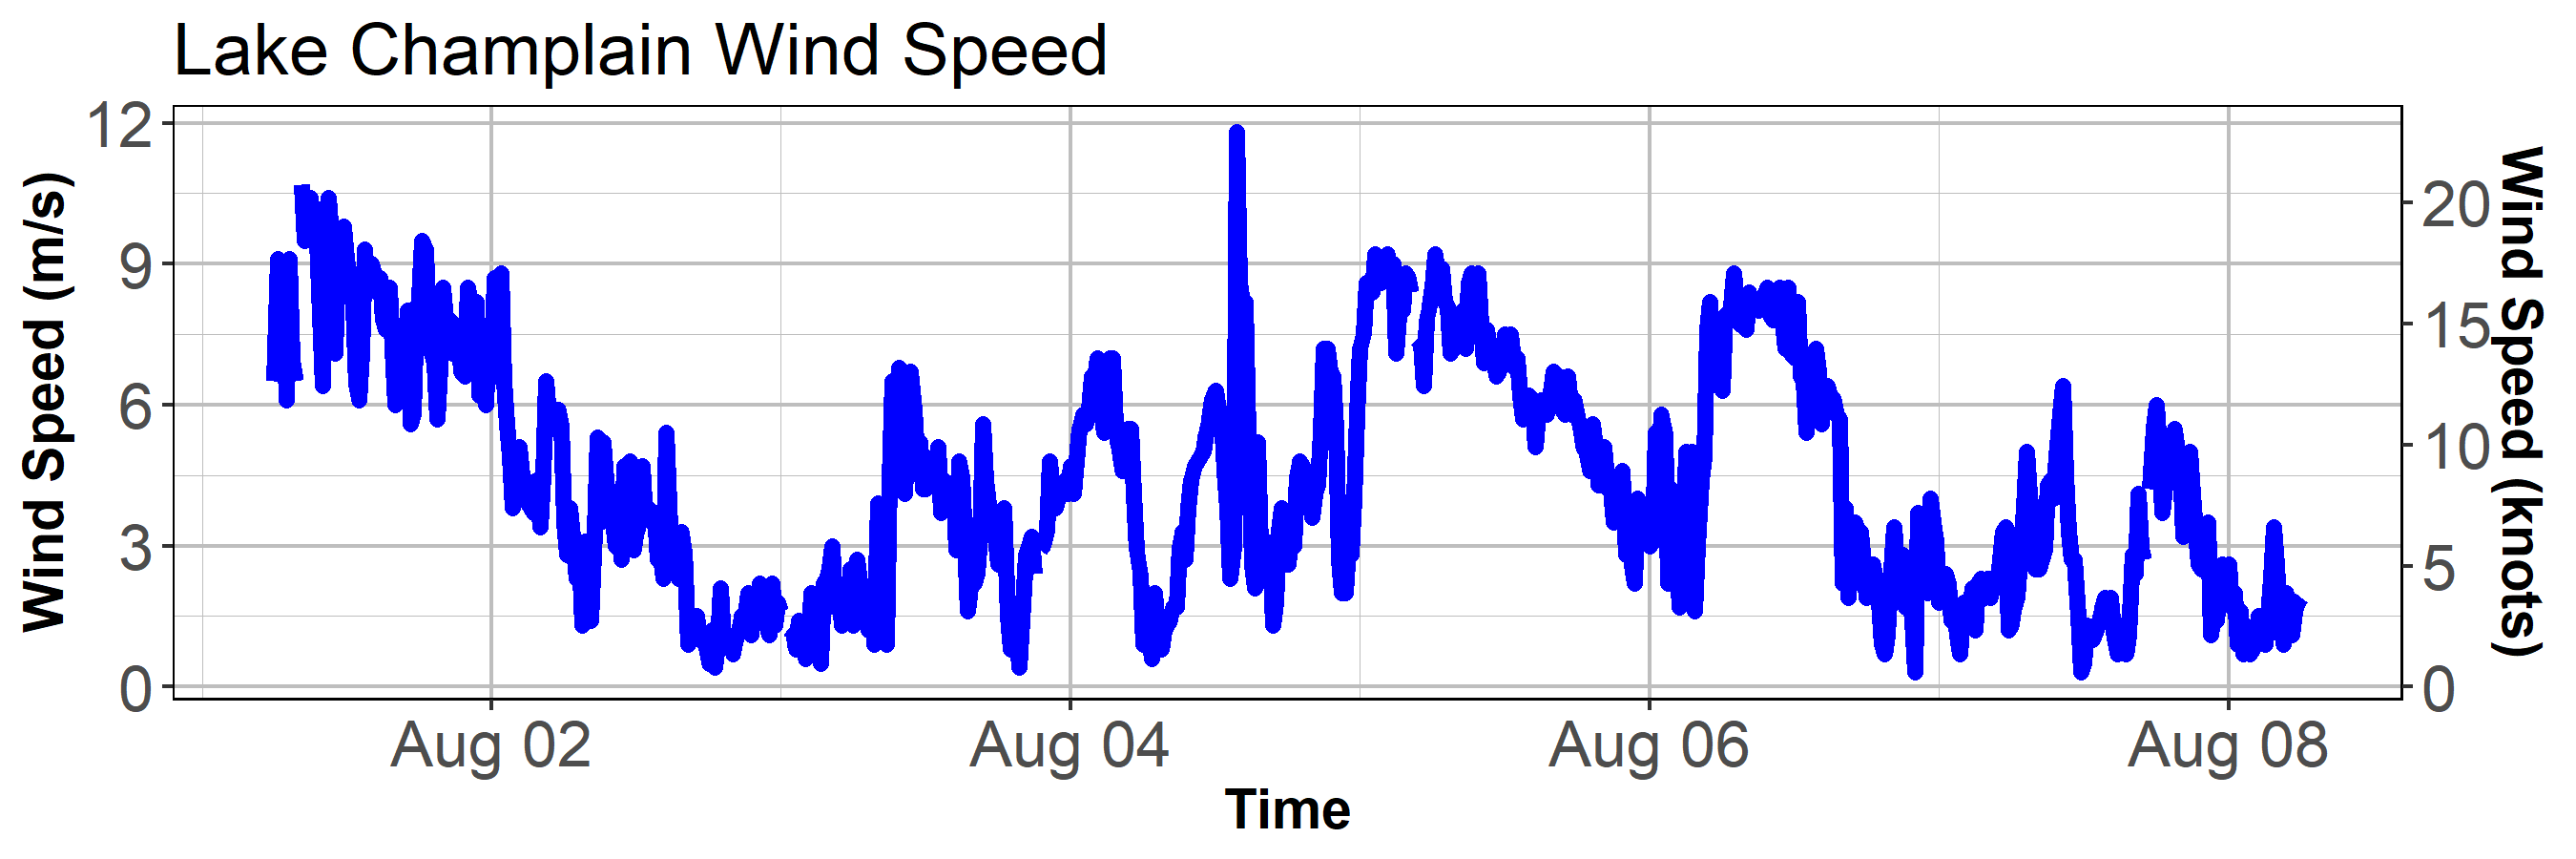 Lake Champlain Wind Speed
12
9
6
3
0
Wind Speed (m/s)
20
15
10
5
0
Wind Speed (knots)
Aug 02
Aug 04
Aug 06
Aug 08
Time